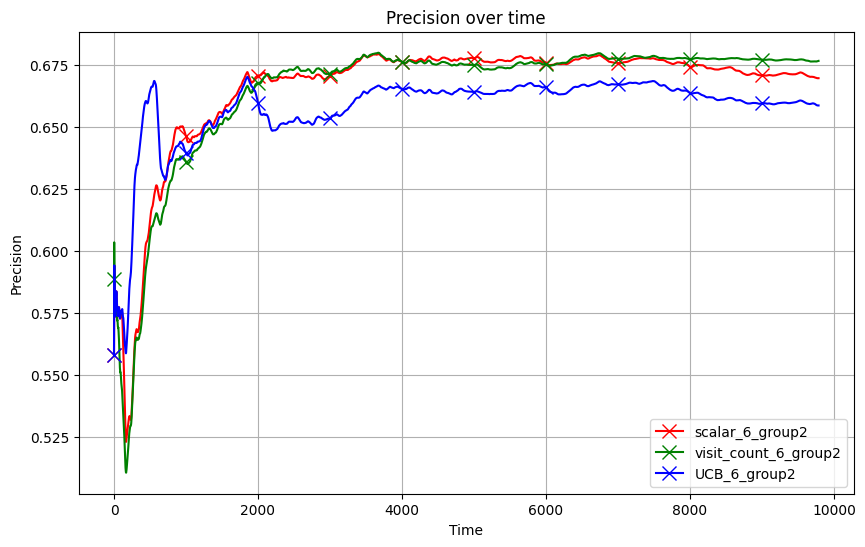 Precision over time
Precision
0.675
0.650
0.625
0.600
0.575
0.550
0.525
0
2000
4000
6000
8000
10000
Time
scalar_6_group2
visit_count_6_group2
UCB_6_group2